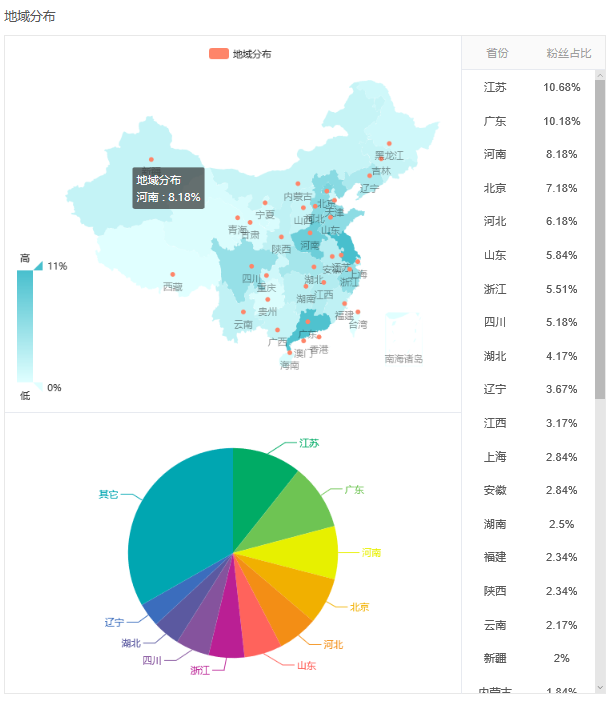 地域分布
地域分布
黑龙江
吉林
新疆
辽宁
地域分布
河南 : 8.18%
内蒙古
北京
天津
宁夏
山西
河北
青海
甘肃
山东
陕西
河南
高
11%
西藏
四川
重庆
湖北
安徽
江苏
上海
浙江
湖南
江西
贵州
云南
福建
台湾
广西
广东
澳门
香港
海南
南海诸岛
0%
低
江苏
广东
河南
北京
河北
山东
浙江
四川
湖北
辽宁
其它
省份 粉丝占比
江苏 10.68%
广东 10.18%
河南 8.18%
北京 7.18%
河北 6.18%
山东 5.84%
浙江 5.51%
四川 5.18%
湖北 4.17%
辽宁 3.67%
江西 3.17%
上海 2.84%
安徽 2.84%
湖南 2.5%
福建 2.34%
陕西 2.34%
云南 2.17%
新疆 2%
内蒙古 1.84%